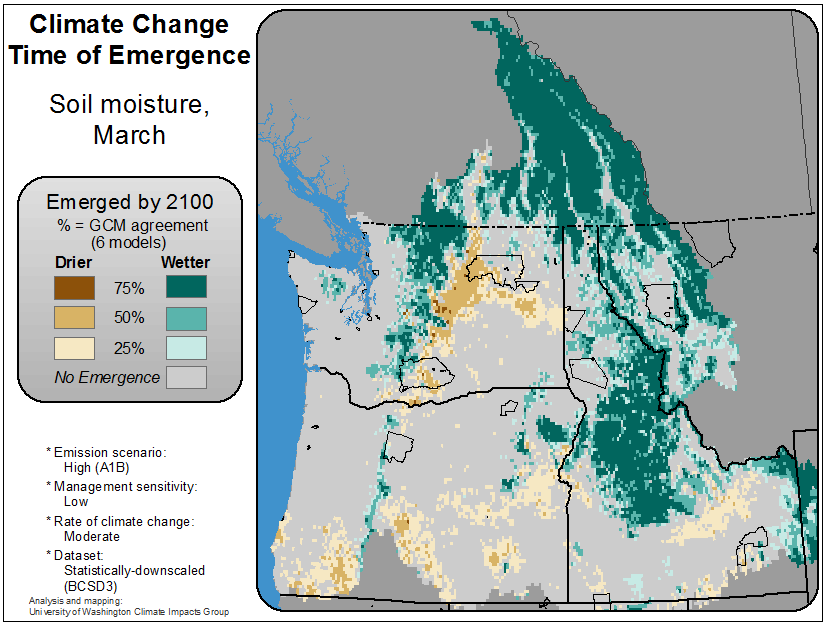 Climate Change
Time of Emergence
Soil moisture,
March
Emerged by 2100
% = GCM agreement
(6 models)
Drier Wetter
75%
50%
25%
No Emergence
* Emission scenario:
High (A1B)
* Management sensitivity:
Low
* Rate of climate change:
Moderate
* Dataset:
Statistically-downscaled
(BCSD3)
Analysis and mapping:
University of Washington Climate Impacts Group